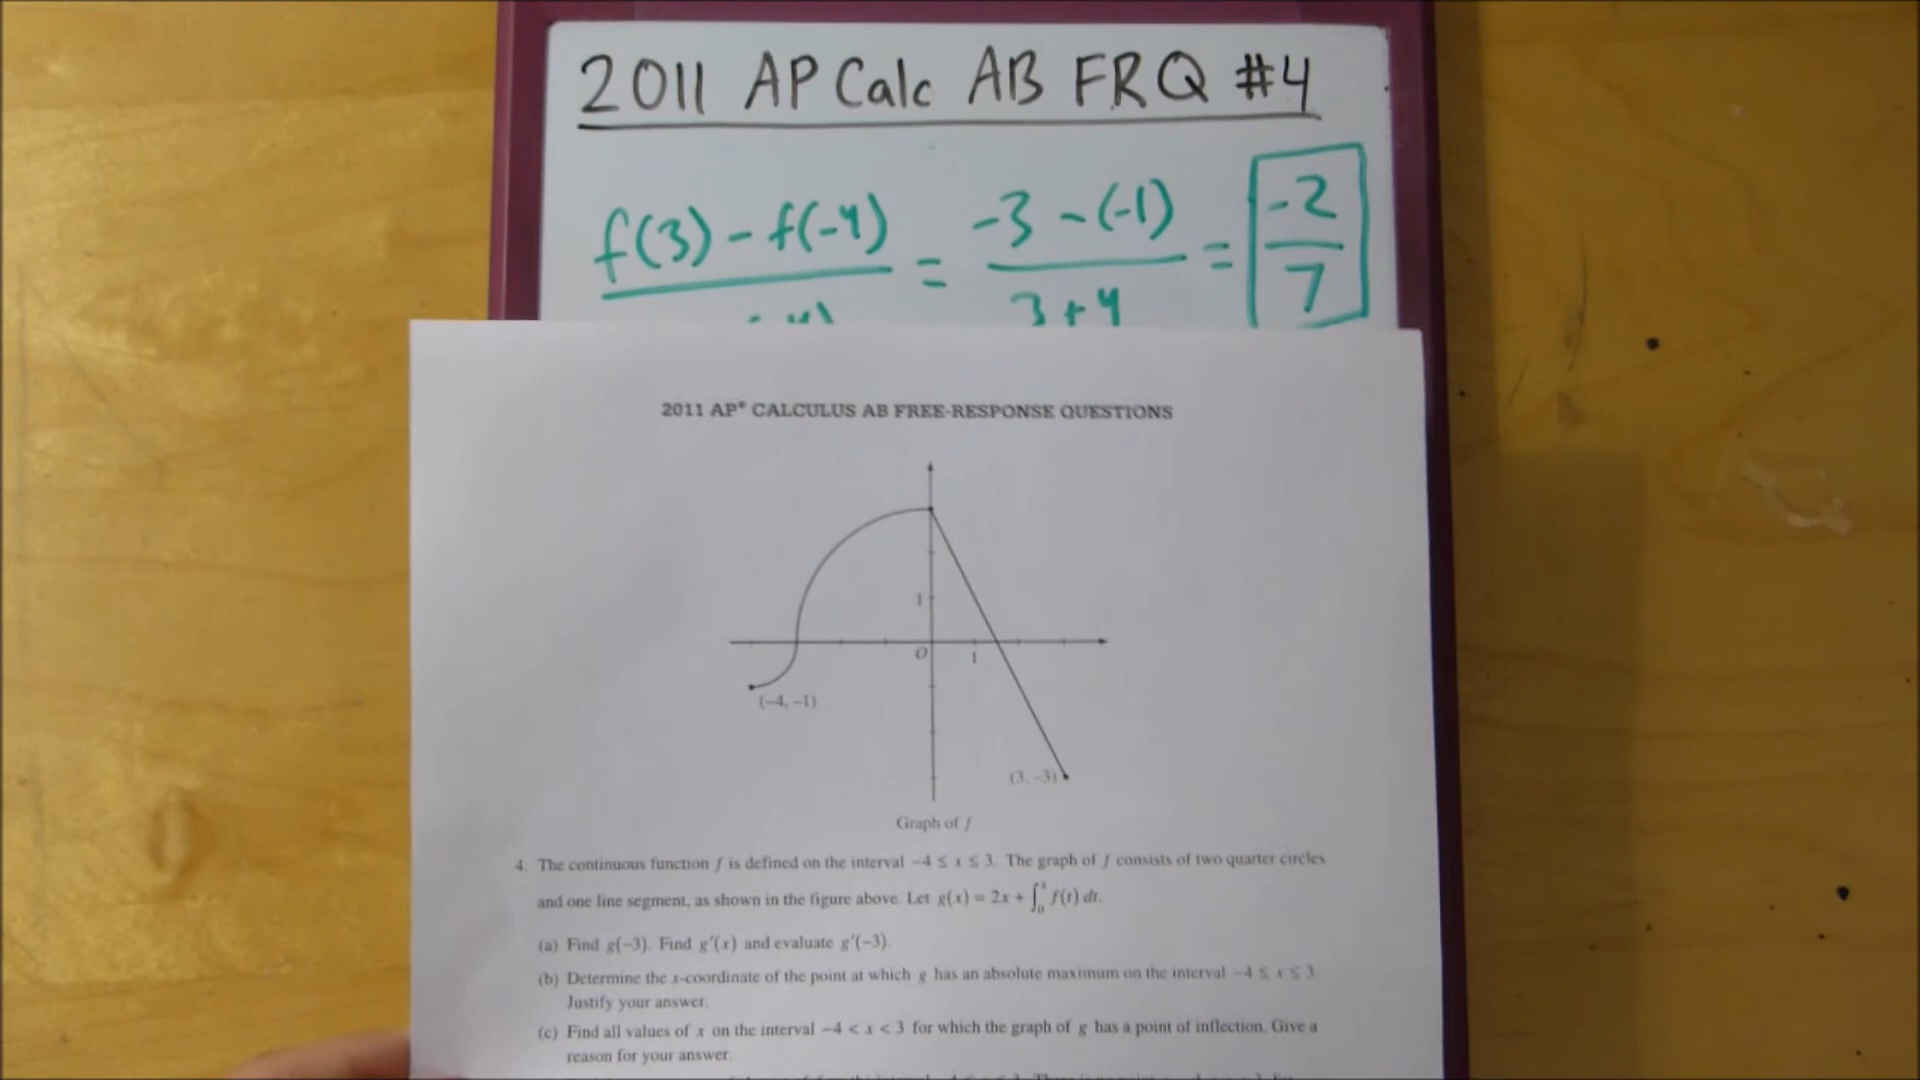 2011 AP Calc AB FRQ #4
f(3) - f(-4) / = -3 - (-1) / 3 + 4 = -2 / 7
2011 AP® CALCULUS AB FREE-RESPONSE QUESTIONS
1
O
1
(−4, −1)
(3, −3)
Graph of f
4. The continuous function f is defined on the interval −4 ≤ x ≤ 3. The graph of f consists of two quarter circles
and one line segment, as shown in the figure above. Let g(x) = 2x + ∫₀ˣ f(t) dt.
(a) Find g(−3). Find g′(x) and evaluate g′(−3).
(b) Determine the x-coordinate of the point at which g has an absolute maximum on the interval −4 ≤ x ≤ 3.
Justify your answer.
(c) Find all values of x on the interval −4 < x < 3 for which the graph of g has a point of inflection. Give a
reason for your answer.